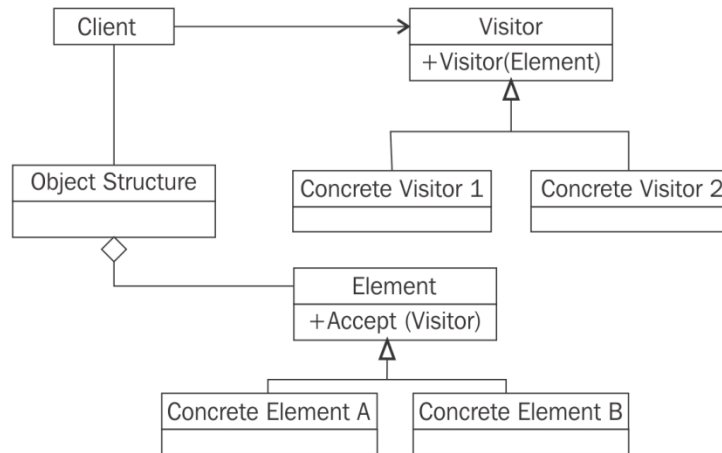 Client
Visitor
+Visitor(Element)
Object Structure
Concrete Visitor 1
Concrete Visitor 2
Element
+Accept (Visitor)
Concrete Element A
Concrete Element B